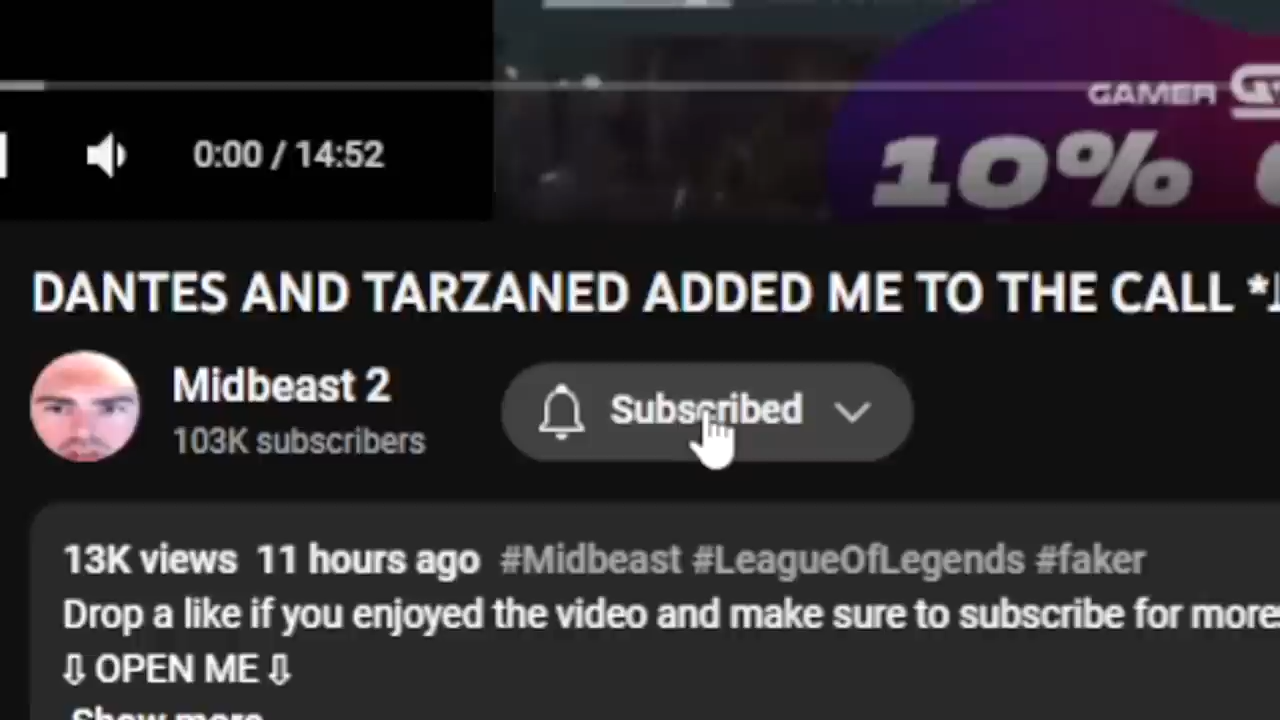 GAMER
10%
0:00 / 14:52
DANTES AND TARZANED ADDED ME TO THE CALL *
Midbeast 2
103K subscribers
Subscribed
13K views 11 hours ago #Midbeast #LeagueOfLegends #faker
Drop a like if you enjoyed the video and make sure to subscribe for more
⇩ OPEN ME ⇩
Show more